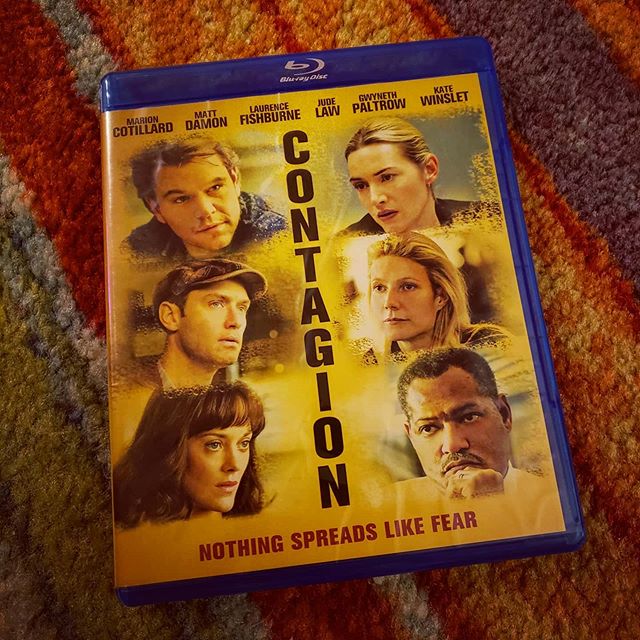 Blu-ray Disc
MARION COTILLARD
MATT DAMON
LAURENCE FISHBURNE
JUDE LAW
GWYNETH PALTROW
KATE WINSLET
CONTAGION
NOTHING SPREADS LIKE FEAR